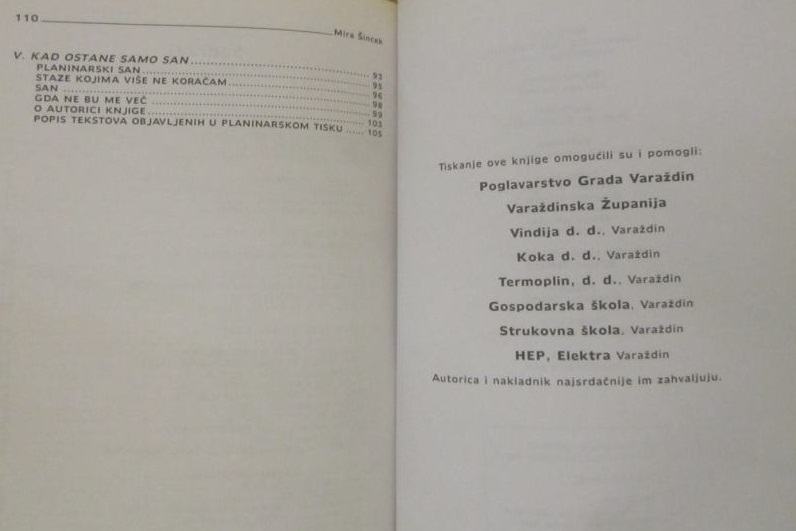 110 Mira Šincek
V. KAD OSTANE SAMO SAN 93
PLANINARSKI SAN 95
STAZE KOJIMA VIŠE NE KORAČAM 96
SAN 98
GDA NE BU ME VEČ 99
O AUTORICI KNJIGE 103
POPIS TEKSTOVA OBJAVLJENIH U PLANINARSKOM TISKU 105
Tiskanje ove knjige omogućili su i pomogli:
Poglavarstvo Grada Varaždin
Varaždinska Županija
Vindija d. d., Varaždin
Koka d. d., Varaždin
Termoplin, d. d., Varaždin
Gospodarska škola, Varaždin
Strukovna škola, Varaždin
HEP, Elektra Varaždin
Autorica i nakladnik najsrdačnije im zahvaljuju.